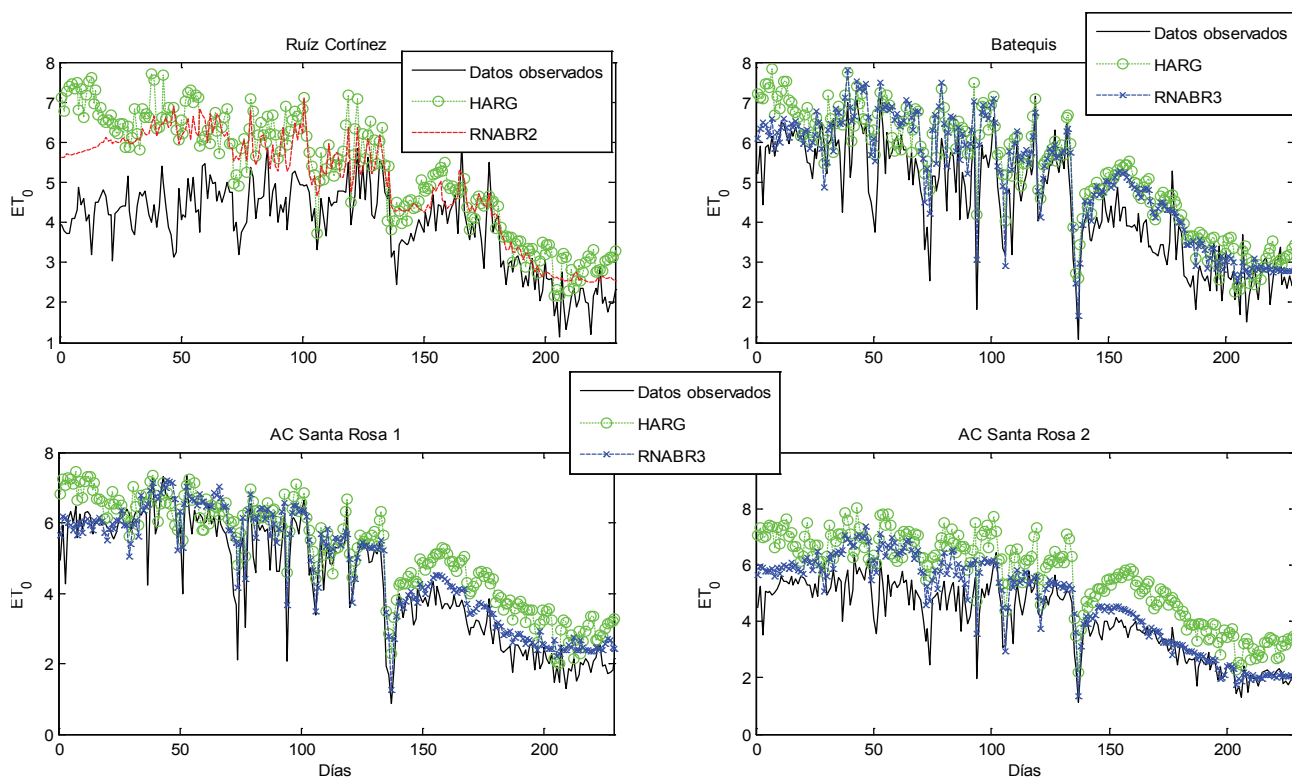 Ruíz Cortínez
Datos observados
HARG
RNABR2
ET0
8
7
6
5
4
3
2
1
0
50
100
150
200
Batequis
Datos observados
HARG
RNABR3
ET0
8
7
6
5
4
3
2
1
0
50
100
150
200
Datos observados
HARG
RNABR3
AC Santa Rosa 1
ET0
8
6
4
2
0
0
50
100
150
200
Días
AC Santa Rosa 2
ET0
8
6
4
2
0
0
50
100
150
200
Días